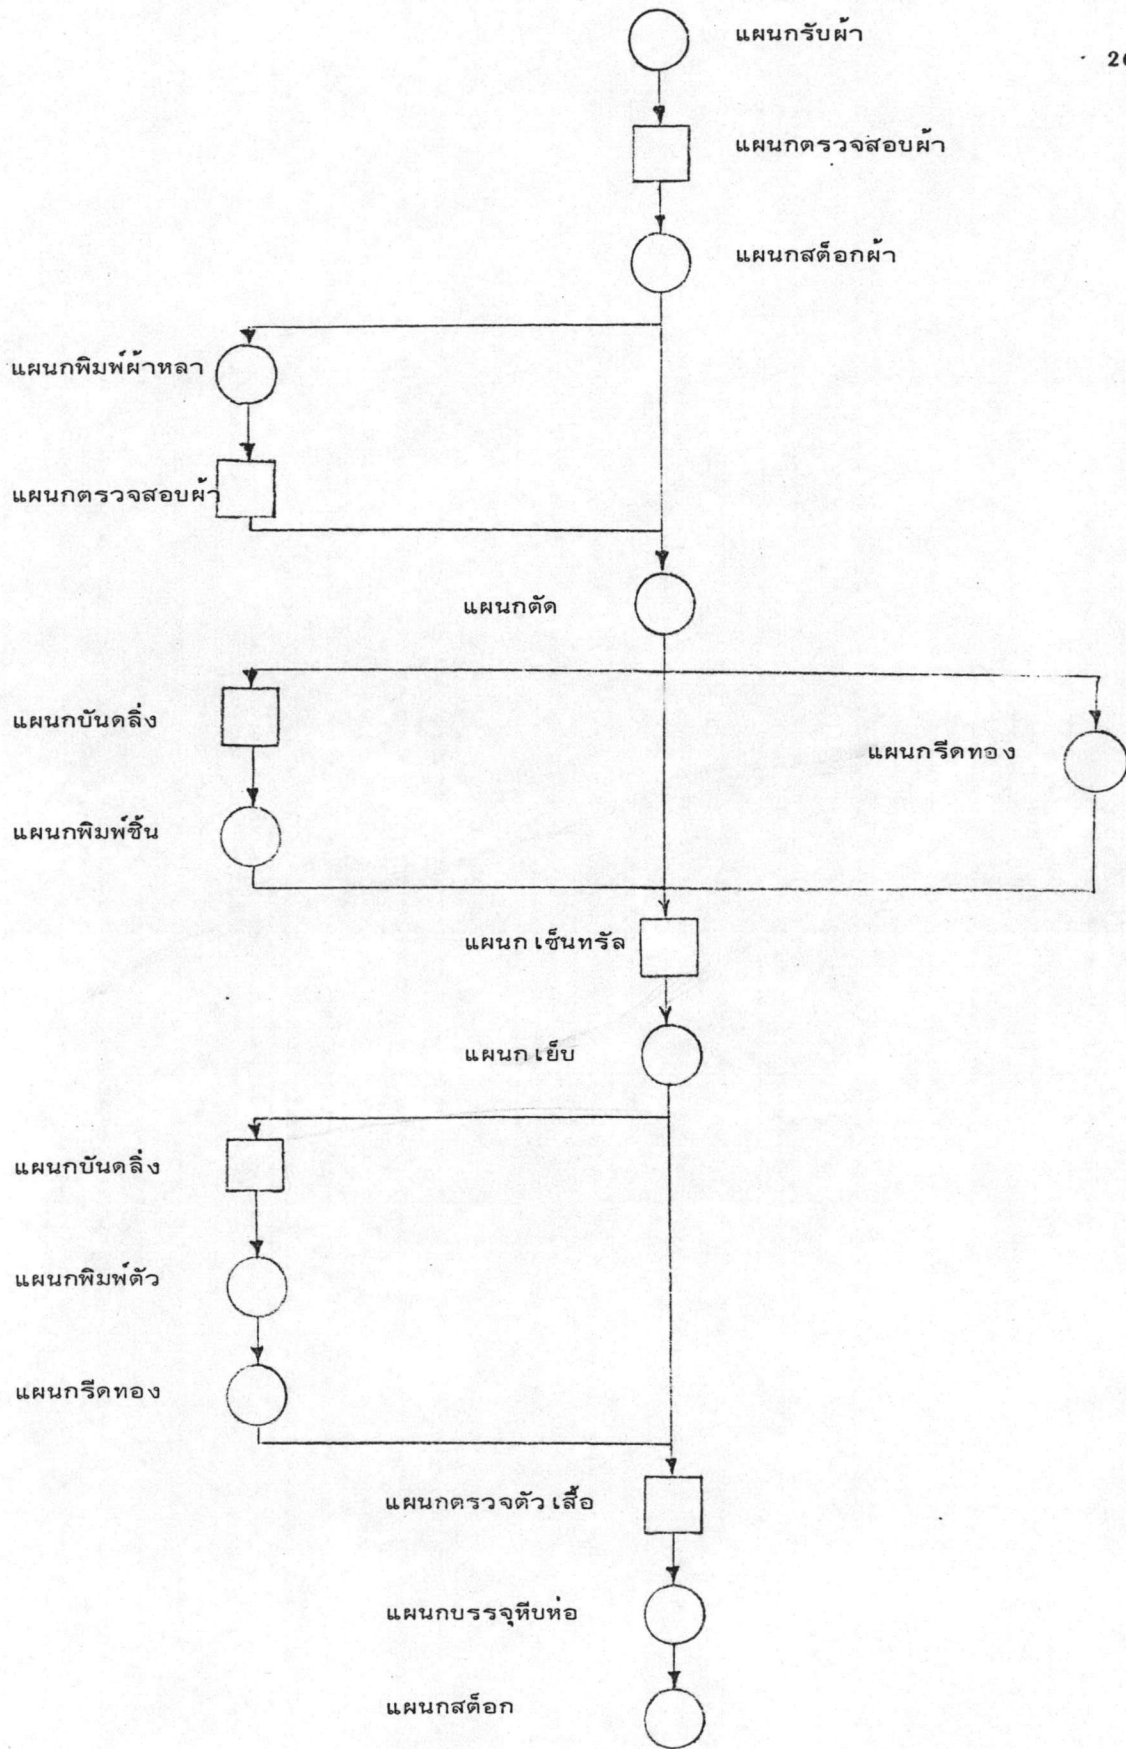 แผนกรับผ้า
แผนกตรวจสอบผ้า
แผนกสต็อกผ้า
แผนกพิมพ์ผ้าหลา
แผนกตรวจสอบผ้า
แผนกตัด
แผนกบันดลิ่ง
แผนกรีดทอง
แผนกพิมพ์ชิ้น
แผนกเซ็นทรัล
แผนกเย็บ
แผนกบันดลิ่ง
แผนกพิมพ์ตัว
แผนกรีดทอง
แผนกตรวจตัวเสื้อ
แผนกบรรจุหีบห่อ
แผนกสต็อก